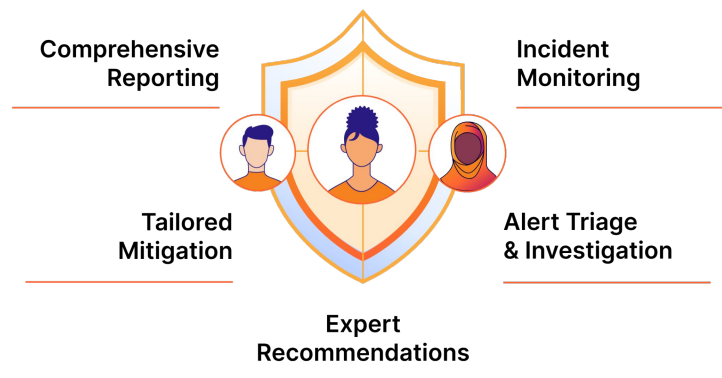 Comprehensive
Reporting
Incident
Monitoring
Tailored
Mitigation
Alert Triage
& Investigation
Expert
Recommendations